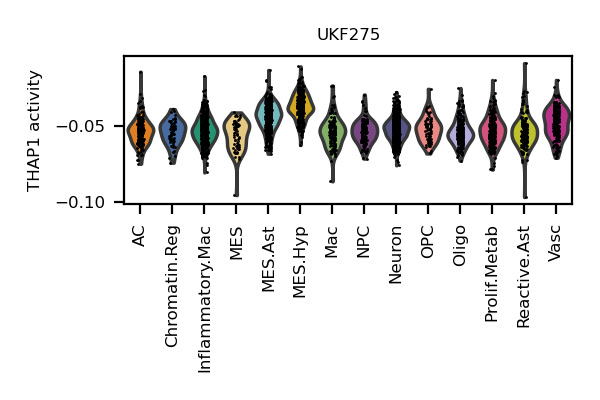 UKF275
THAP1 activity
−0.05
−0.10
AC
Chromatin.Reg
Inflammatory.Mac
MES
MES.Ast
MES.Hyp
Mac
NPC
Neuron
OPC
Oligo
Prolif.Metab
Reactive.Ast
Vasc